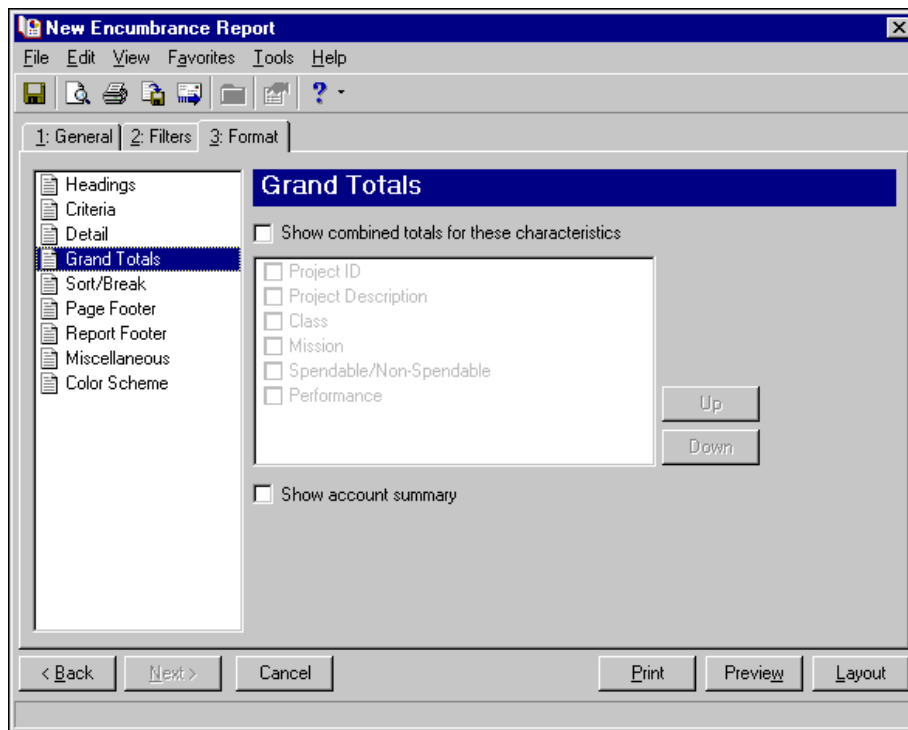 New Encumbrance Report
File Edit View Favorites Tools Help
?
1: General 2: Filters 3: Format
Headings
Criteria
Detail
Grand Totals
Sort/Break
Page Footer
Report Footer
Miscellaneous
Color Scheme
Grand Totals
Show combined totals for these characteristics
Project ID
Project Description
Class
Mission
Spendable/Non-Spendable
Performance
Up
Down
Show account summary
< Back Next > Cancel Print Preview Layout